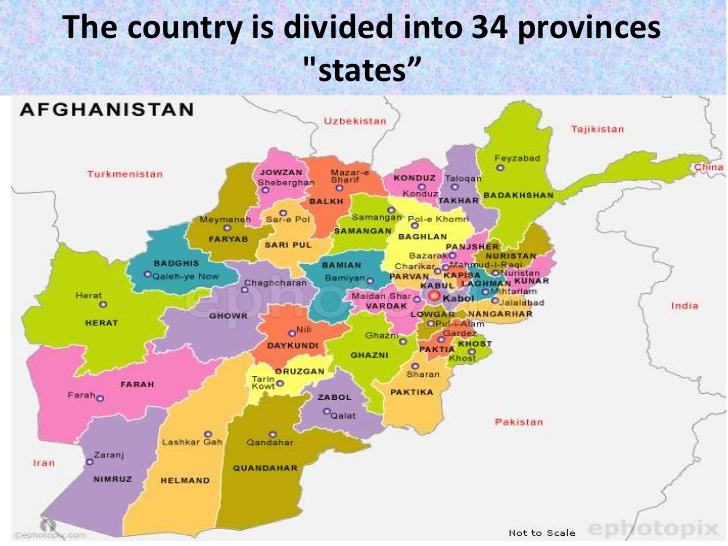 The country is divided into 34 provinces
"states”
AFGHANISTAN
Uzbekistan
Tajikistan
China
Turkmenistan
Feyzabad
JOWZAN
Sheberghan
Mazar-e
Sharif
BALKH
KONDUZ
Konduz
Taloqan
TAKHAR
BADAKHSHAN
Meymaneh
FARYAB
Sar-e Pol
SARI PUL
Samangan
SAMANGAN
Pol-e Khomri
BAGHLAN
PANJSHER
Bazarak
NURISTAN
Nuristan
BADGHIS
Qaleh-ye Now
BAMIAN
Bamiyan
Charikar
PARVAN
Mahmud-i-Raqi
KAPISA
KUNAR
LAGHMAN
Mihtarlam
KABUL
Kabol
Jalalabad
NANGARHAR
Chaghcharan
GHOWR
Maidan Shar
VARDAK
LOWGAR
Pul-i-Alam
Herat
HERAT
India
Nili
DAYKUNDI
Ghazni
GHAZNI
Gardez
PAKTIA
KHOST
Khost
Sharan
PAKTIKA
ORUZGAN
Tarin
Kowt
FARAH
Farah
ZABOL
Qalat
Pakistan
Iran
Zaranj
NIMRUZ
Lashkar Gah
HELMAND
Qandahar
QUANDAHAR
Not to Scale
ephotopix
©ephotopix.com